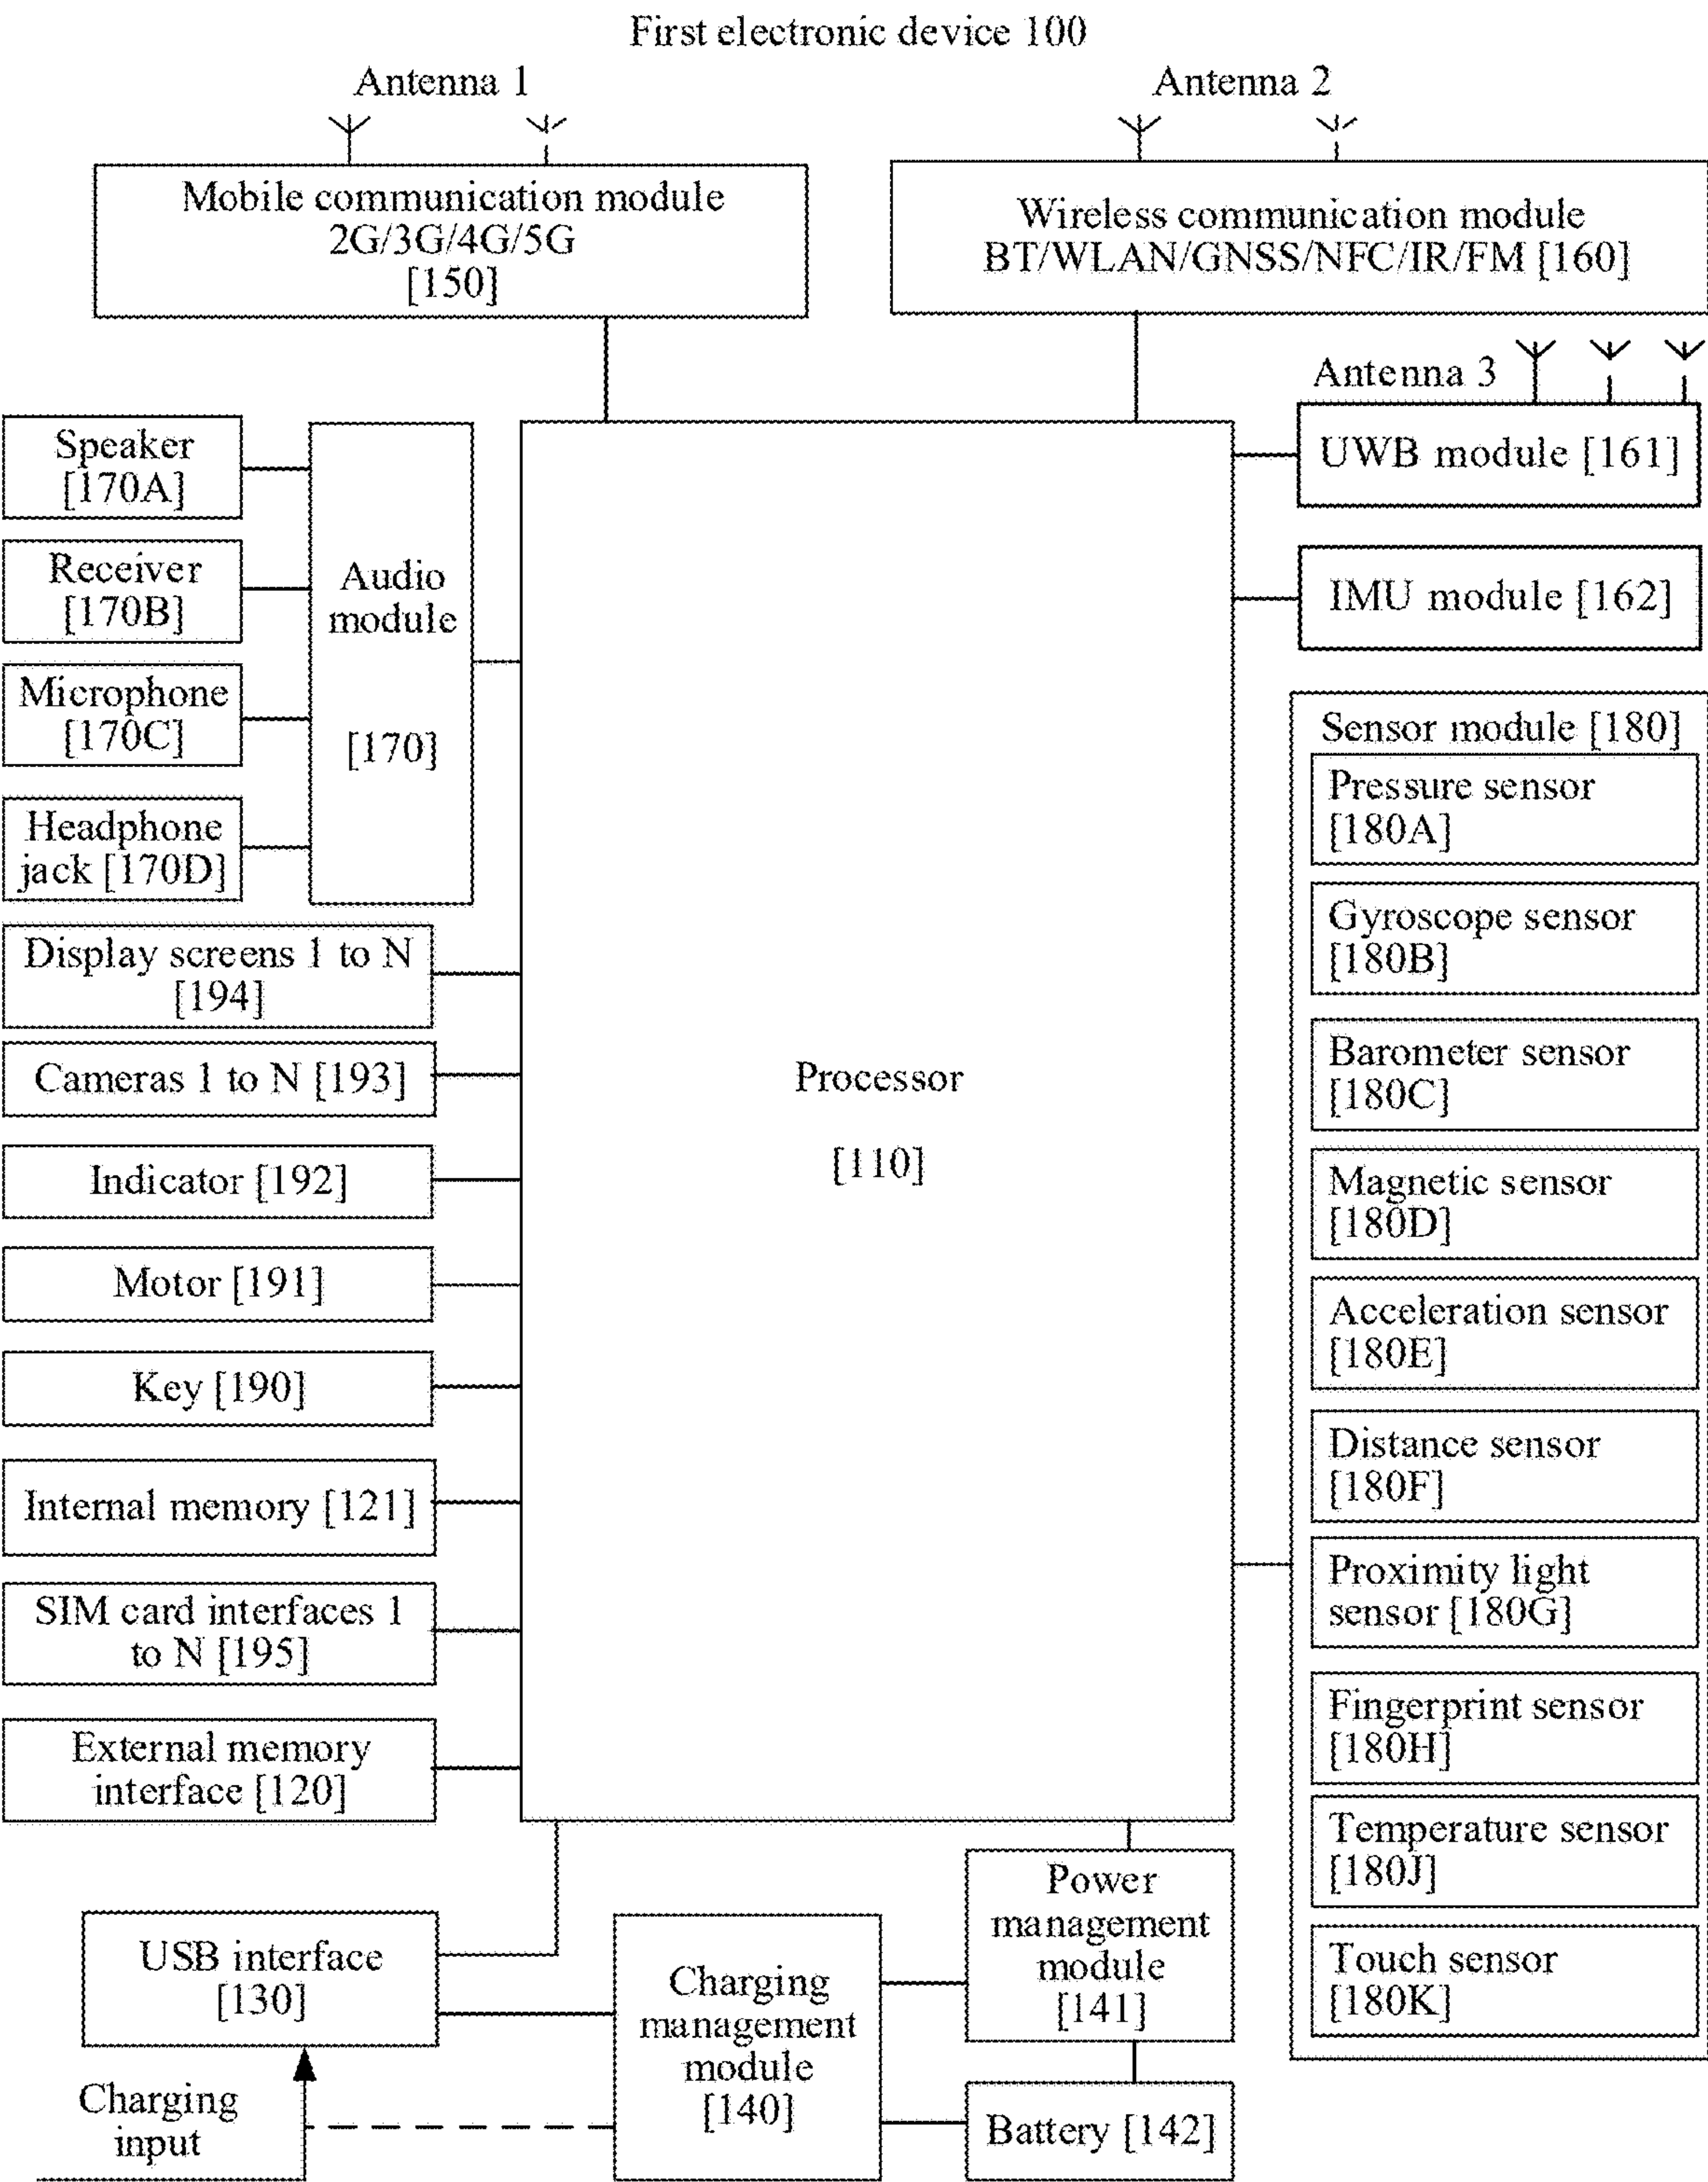 First electronic device 100
Antenna 1
Antenna 2
Mobile communication module
2G/3G/4G/5G
[150]
Wireless communication module
BT/WLAN/GNSS/NFC/IR/FM [160]
Antenna 3
UWB module [161]
IMU module [162]
Speaker
[170A]
Receiver
[170B]
Microphone
[170C]
Headphone
jack [170D]
Audio
module
[170]
Display screens 1 to N
[194]
Cameras 1 to N [193]
Indicator [192]
Motor [191]
Key [190]
Internal memory [121]
SIM card interfaces 1
to N [195]
External memory
interface [120]
Processor
[110]
Sensor module [180]
Pressure sensor
[180A]
Gyroscope sensor
[180B]
Barometer sensor
[180C]
Magnetic sensor
[180D]
Acceleration sensor
[180E]
Distance sensor
[180F]
Proximity light
sensor [180G]
Fingerprint sensor
[180H]
Temperature sensor
[180J]
Touch sensor
[180K]
USB interface
[130]
Charging
input
Charging
management
module
[140]
Power
management
module
[141]
Battery [142]